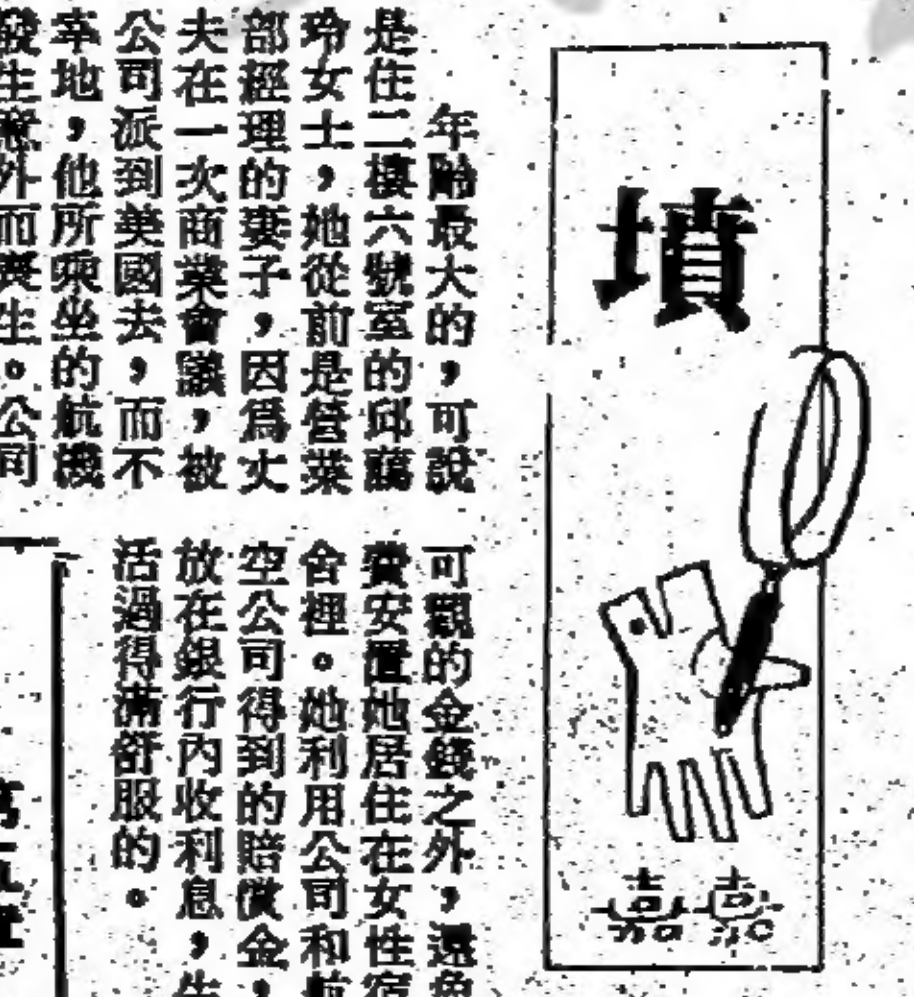 墳
年齡最大的，可說
是住二樓六號室的邱藹
玲女士，她從前是營業
部經理的妻子，因爲丈
夫在一次商業會議，被
公司派到美國去，而不
幸地，他所乘坐的航機
發生意外而喪生。公司
可觀的金錢之外，還免
費安置她居住在女性宿
舍裡。她利用公司和航
空公司得到的賠償金，
放在銀行內收利息，生
活過得滿舒服的。